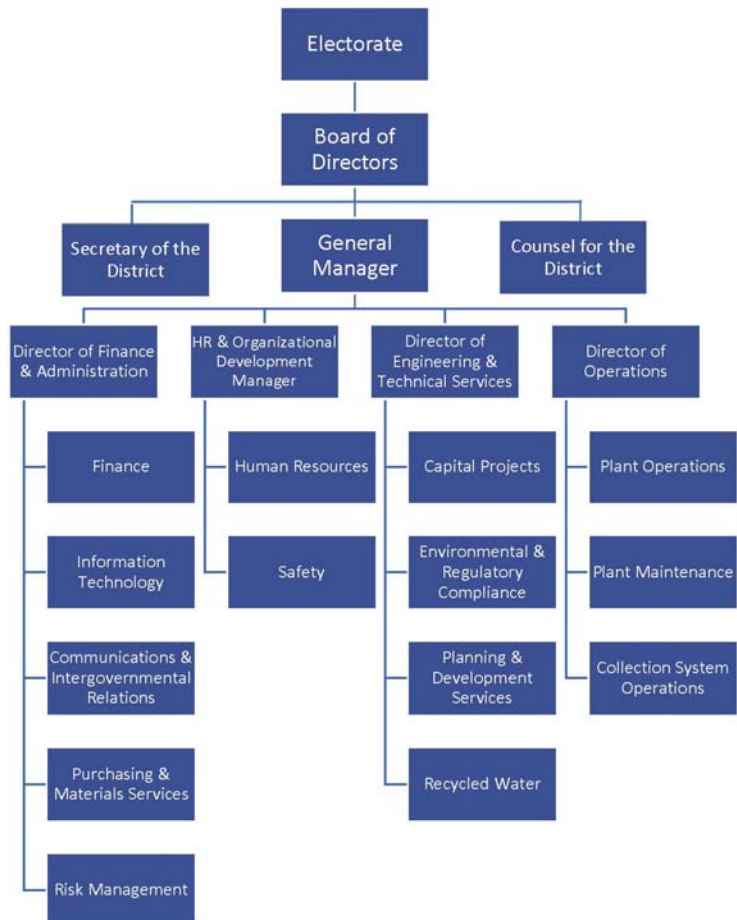 Electorate
Board of
Directors
Secretary of the
District
General
Manager
Counsel for the
District
Director of Finance
& Administration
HR & Organizational
Development
Manager
Director of
Engineering &
Technical Services
Director of
Operations
Finance
Human Resources
Capital Projects
Plant Operations
Information
Technology
Safety
Environmental &
Regulatory
Compliance
Plant Maintenance
Communications &
Intergovernmental
Relations
Planning &
Development
Services
Collection System
Operations
Purchasing &
Materials Services
Recycled Water
Risk Management